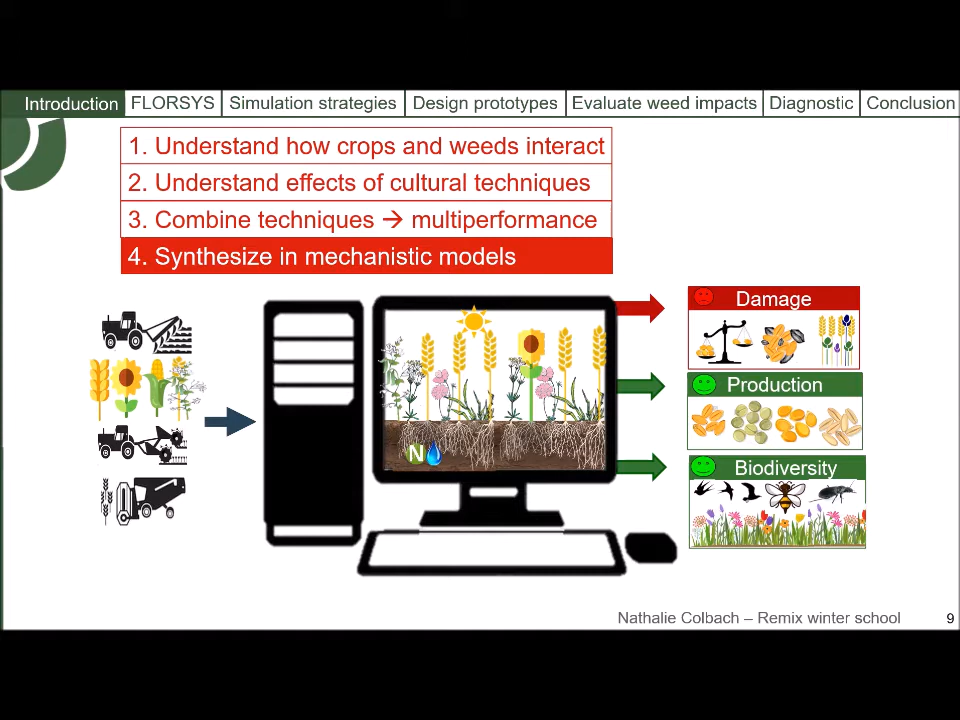 Introduction
FLORSYS
Simulation strategies
Design prototypes
Evaluate weed impacts
Diagnostic
Conclusion
1. Understand how crops and weeds interact
2. Understand effects of cultural techniques
3. Combine techniques → multiperformance
4. Synthesize in mechanistic models
Damage
Production
N
Biodiversity
Nathalie Colbach – Remix winter school
9